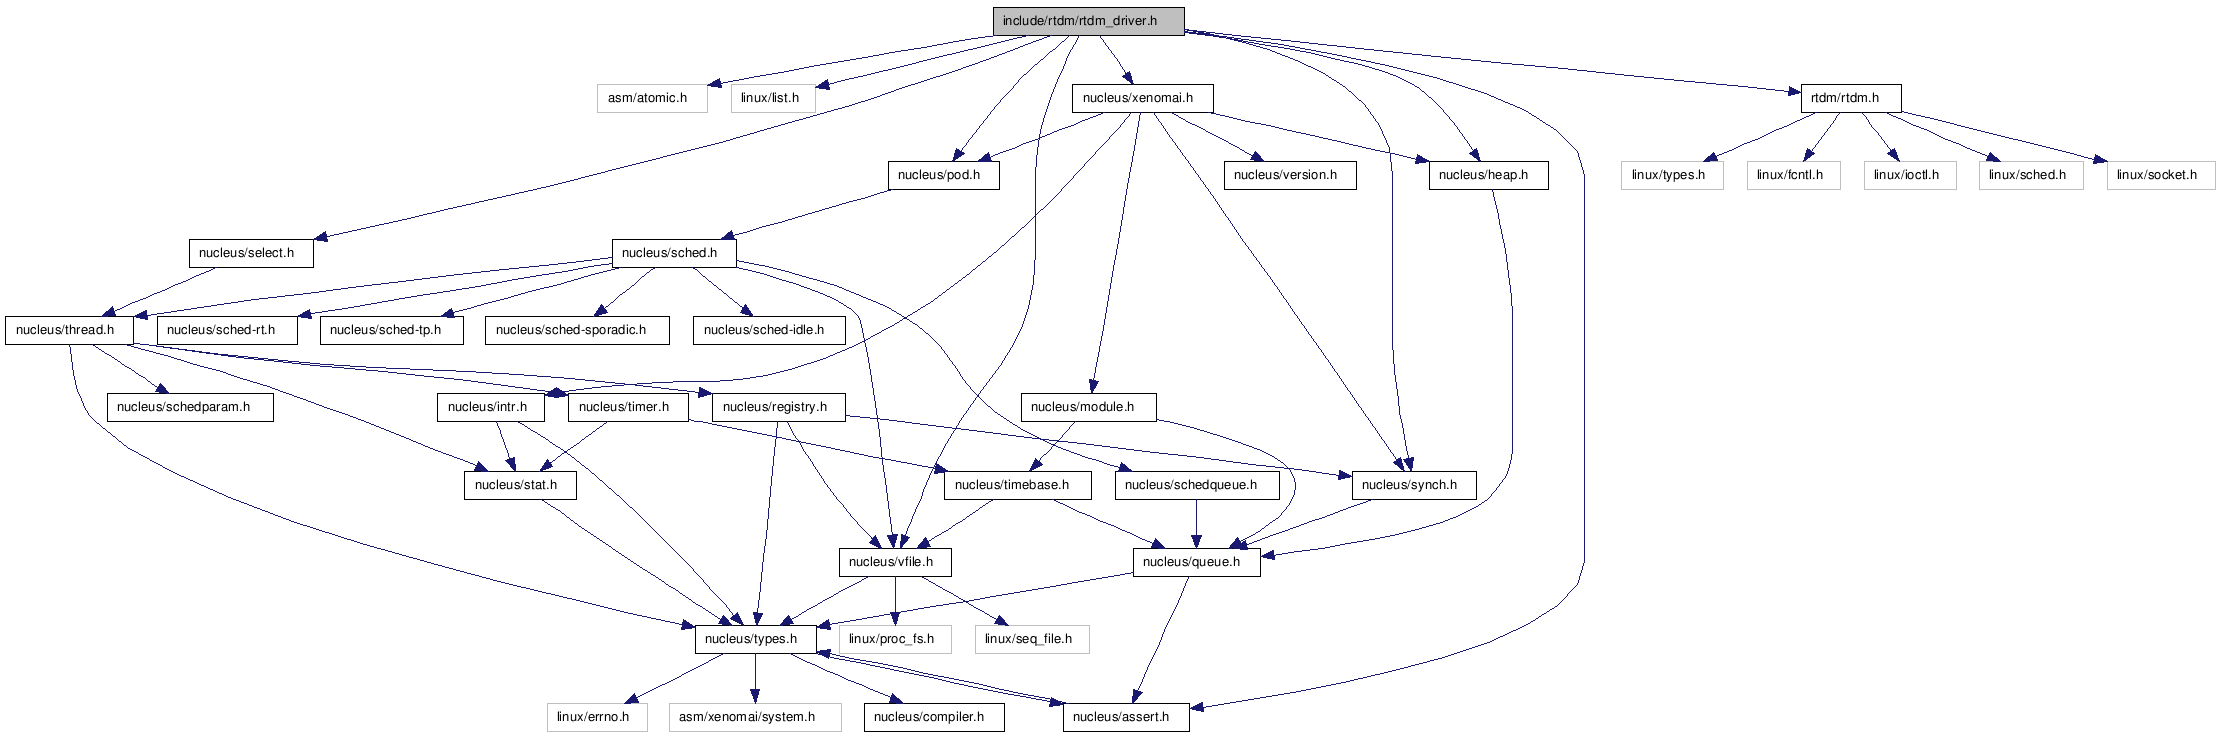 include/rtdm/rtdm_driver.h
asm/atomic.h
linux/list.h
nucleus/xenomai.h
rtdm/rtdm.h
nucleus/pod.h
nucleus/version.h
nucleus/heap.h
linux/types.h
linux/fcntl.h
linux/ioctl.h
linux/sched.h
linux/socket.h
nucleus/select.h
nucleus/sched.h
nucleus/thread.h
nucleus/sched-rt.h
nucleus/sched-tp.h
nucleus/sched-sporadic.h
nucleus/sched-idle.h
nucleus/schedparam.h
nucleus/intr.h
nucleus/timer.h
nucleus/registry.h
nucleus/module.h
nucleus/stat.h
nucleus/timebase.h
nucleus/schedqueue.h
nucleus/synch.h
nucleus/vfile.h
nucleus/queue.h
nucleus/types.h
linux/proc_fs.h
linux/seq_file.h
linux/errno.h
asm/xenomai/system.h
nucleus/compiler.h
nucleus/assert.h